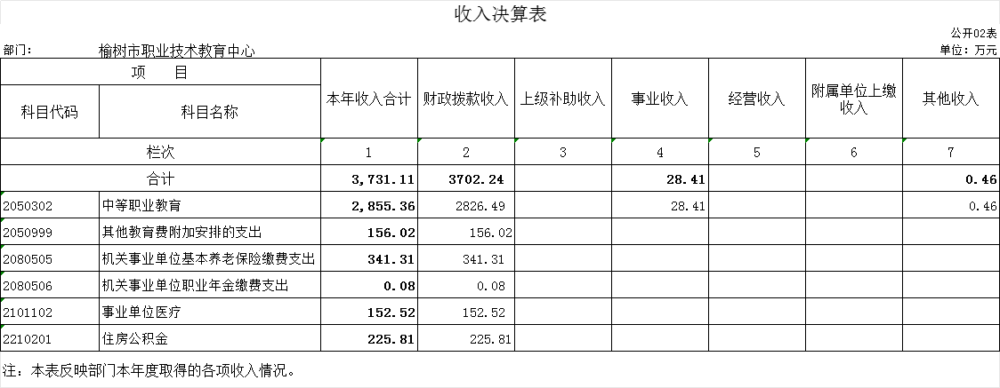 收入决算表
公开02表
部门： 榆树市职业技术教育中心 单位：万元
项 目 本年收入合计 财政拨款收入 上级补助收入 事业收入 经营收入 附属单位上缴收入 其他收入
科目代码 科目名称
栏次 1 2 3 4 5 6 7
合计 3,731.11 3702.24 28.41 0.46
2050302 中等职业教育 2,855.36 2826.49 28.41 0.46
2050999 其他教育费附加安排的支出 156.02 156.02
2080505 机关事业单位基本养老保险缴费支出 341.31 341.31
2080506 机关事业单位职业年金缴费支出 0.08 0.08
2101102 事业单位医疗 152.52 152.52
2210201 住房公积金 225.81 225.81
注：本表反映部门本年度取得的各项收入情况。